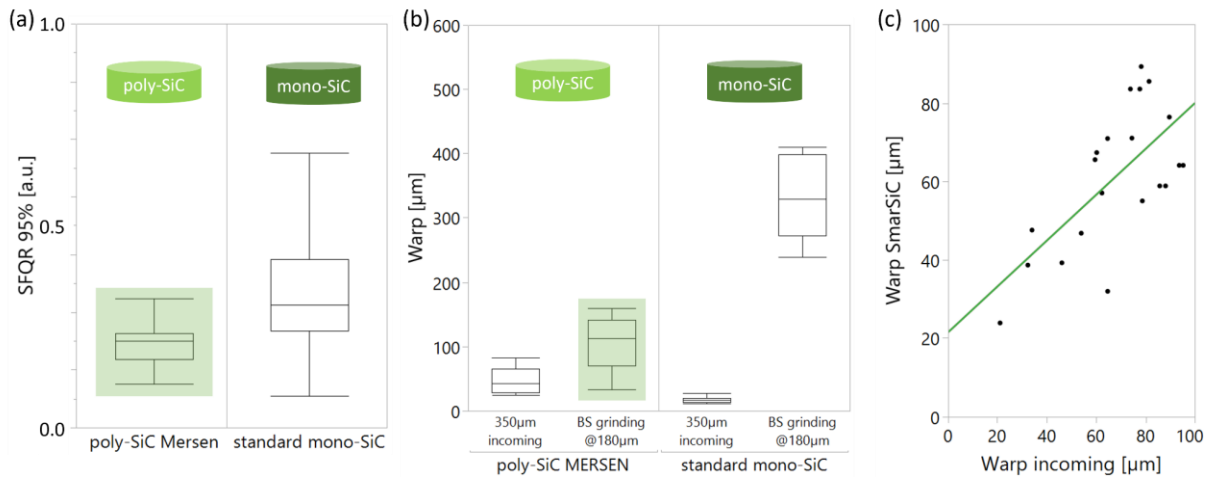 (a)
1.0
0.5
0.0
SFQR 95% [a.u.]
poly-SiC
mono-SiC
poly-SiC Mersen
standard mono-SiC
(b)
600
500
400
300
200
100
0
Warp [µm]
poly-SiC
mono-SiC
350µm
incoming
BS grinding
@180µm
350µm
incoming
BS grinding
@180µm
poly-SiC MERSEN
standard mono-SiC
(c)
100
80
60
40
20
0
Warp SmarSiC [µm]
0 20 40 60 80 100
Warp incoming [µm]